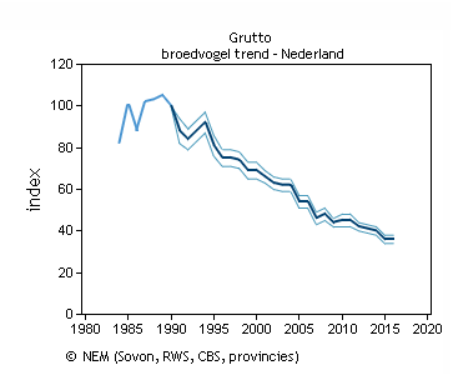 Grutto
broedvogel trend - Nederland
120
100
80
60
40
20
0
index
1980 1985 1990 1995 2000 2005 2010 2015 2020
© NEM (Sovon, RWS, CBS, provincies)